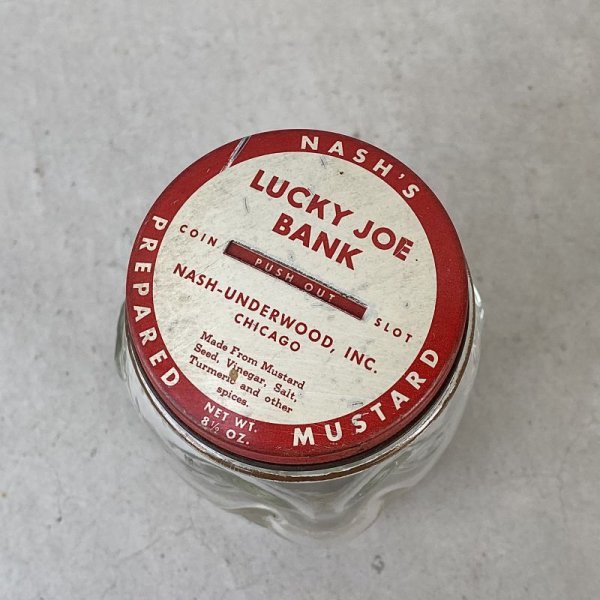 NASH'S
LUCKY JOE
BANK
COIN
PUSH OUT
SLOT
NASH-UNDERWOOD, INC.
CHICAGO
Made From Mustard
Seed, Vinegar, Salt,
Turmeric and other
spices.
NET WT.
8½ OZ.
PREPARED
MUSTARD